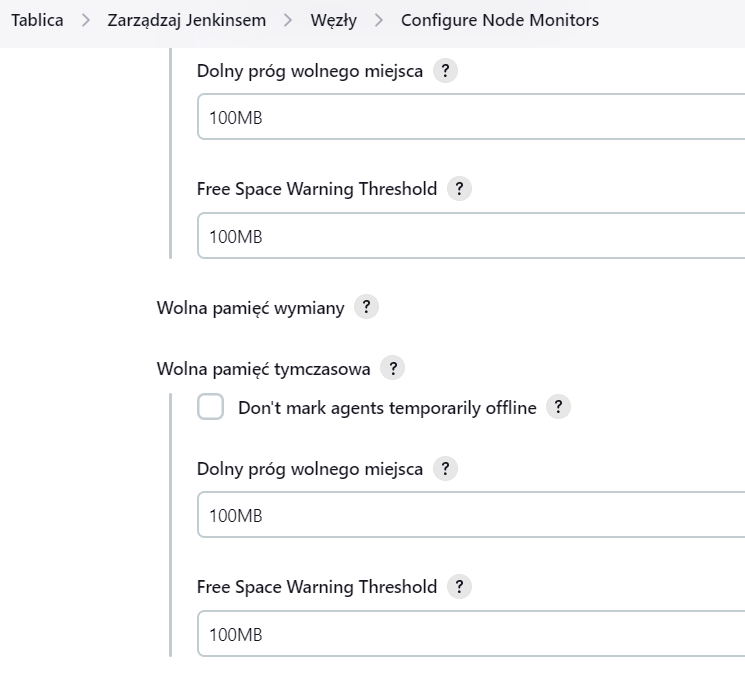 Tablica > Zarządzaj Jenkinsem > Węzły > Configure Node Monitors
Dolny próg wolnego miejsca ?
100MB
Free Space Warning Threshold ?
100MB
Wolna pamięć wymiany ?
Wolna pamięć tymczasowa ?
Don't mark agents temporarily offline ?
Dolny próg wolnego miejsca ?
100MB
Free Space Warning Threshold ?
100MB